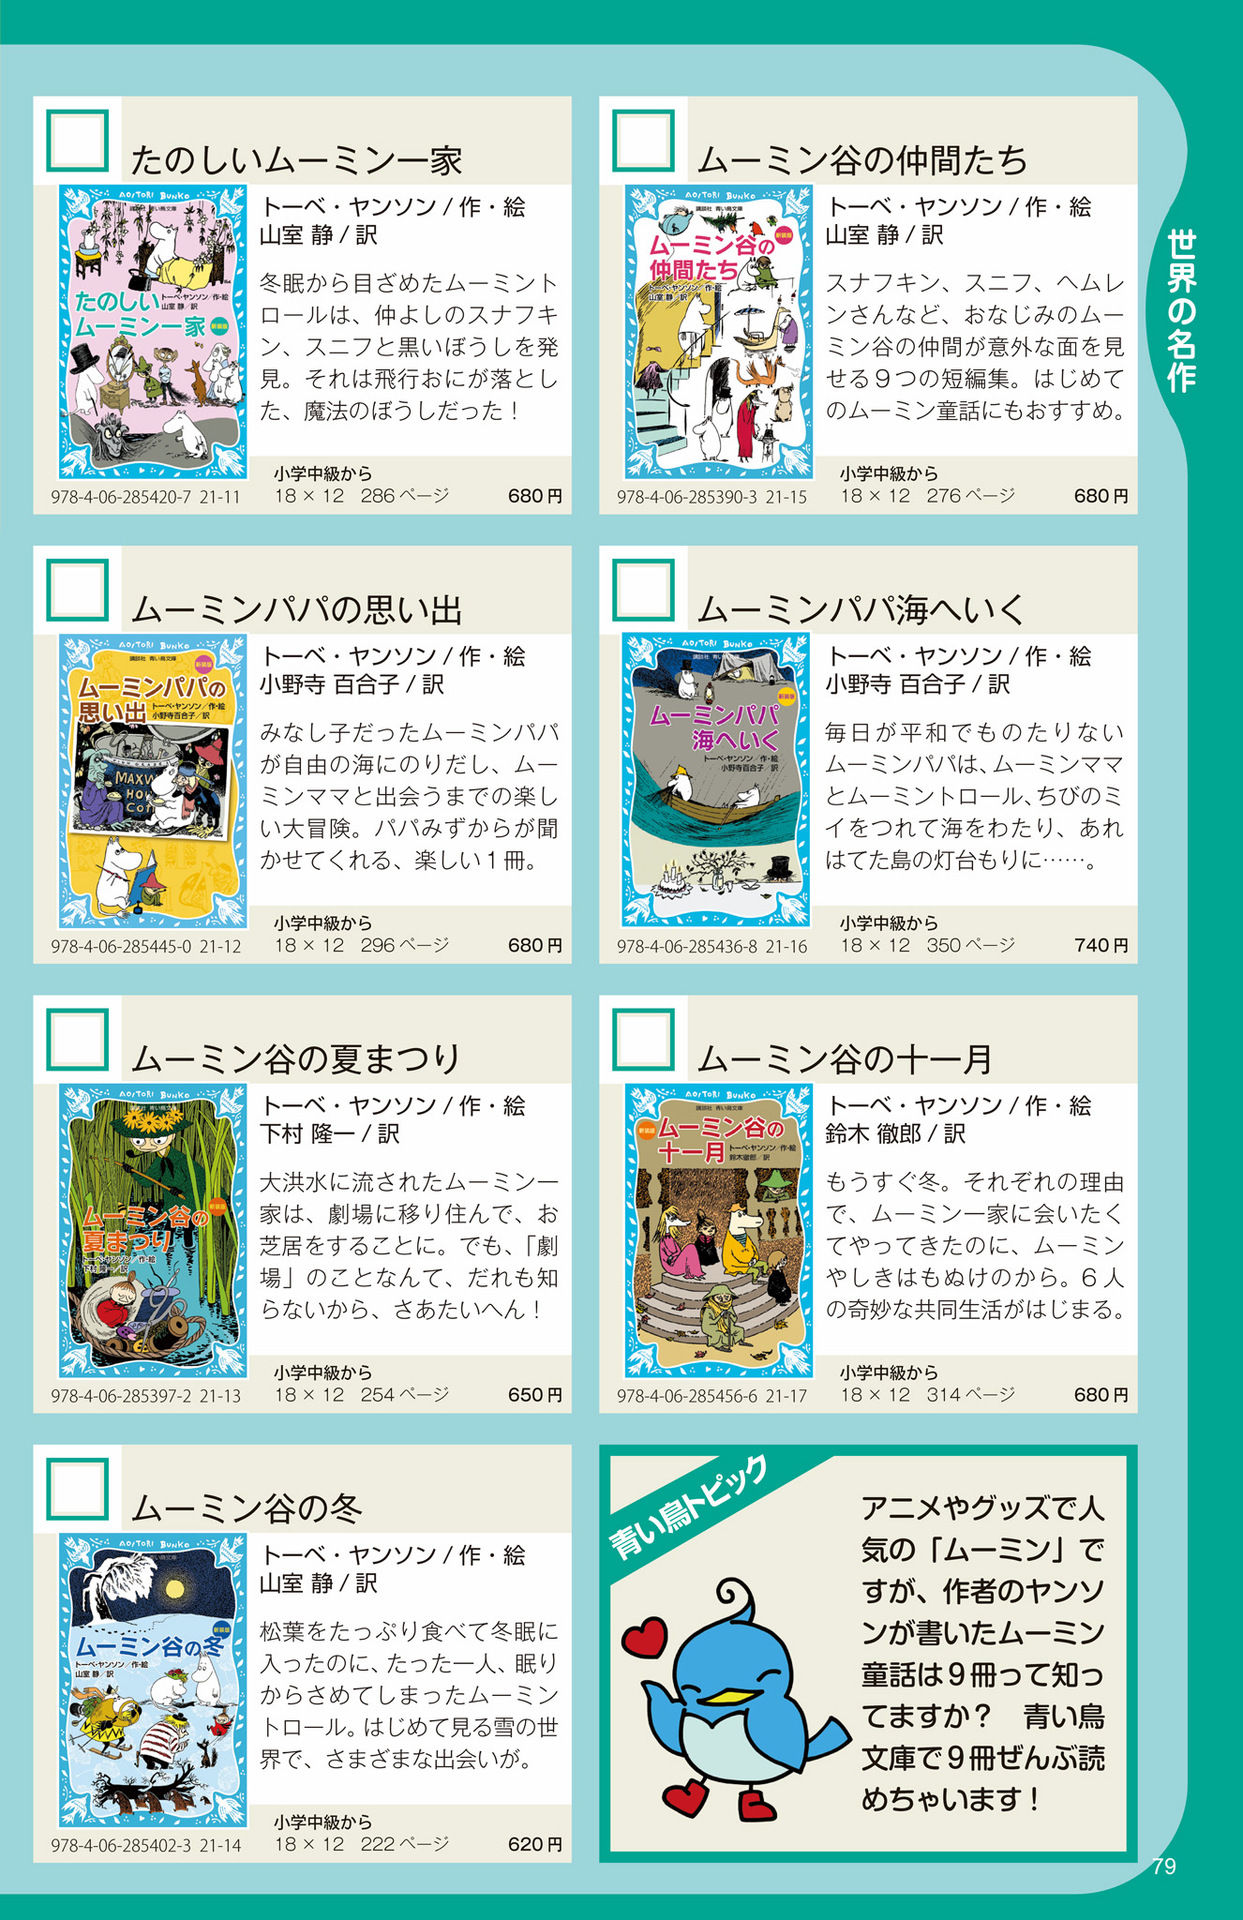 世界の名作
たのしいムーミン一家
AOITORI BUNKO
講談社 青い鳥文庫
たのしい
ムーミン一家
新装版
トーベ・ヤンソン/作・絵
山室 静/訳
トーベ・ヤンソン / 作・絵
山室 静 / 訳
冬眠から目ざめたムーミント
ロールは、仲よしのスナフキ
ン、スニフと黒いぼうしを発
見。それは飛行おにが落とし
た、魔法のぼうしだった！
小学中級から
978-4-06-285420-7 21-11
18 × 12 286 ページ
680 円
ムーミン谷の仲間たち
AOITORI BUNKO
講談社 青い鳥文庫
ムーミン谷の
仲間たち
新装版
トーベ・ヤンソン/作・絵
山室 静/訳
トーベ・ヤンソン / 作・絵
山室 静 / 訳
スナフキン、スニフ、ヘムレ
ンさんなど、おなじみのムー
ミン谷の仲間が意外な面を見
せる９つの短編集。はじめて
のムーミン童話にもおすすめ。
小学中級から
978-4-06-285390-3 21-15
18 × 12 276 ページ
680 円
ムーミンパパの思い出
AOITORI BUNKO
講談社 青い鳥文庫
新装版
ムーミンパパの
思い出
トーベ・ヤンソン/作・絵
小野寺百合子/訳
トーベ・ヤンソン / 作・絵
小野寺 百合子 / 訳
みなし子だったムーミンパパ
が自由の海にのりだし、ムー
ミンママと出会うまでの楽し
い大冒険。パパみずからが聞
かせてくれる、楽しい１冊。
小学中級から
978-4-06-285445-0 21-12
18 × 12 296 ページ
680 円
ムーミンパパ海へいく
AOITORI BUNKO
講談社 青い鳥文庫
新装版
ムーミンパパ
海へいく
トーベ・ヤンソン/作・絵
小野寺百合子/訳
トーベ・ヤンソン / 作・絵
小野寺 百合子 / 訳
毎日が平和でものたりない
ムーミンパパは、ムーミンママ
とムーミントロール、ちびのミ
イをつれて海をわたり、あれ
はてた島の灯台もりに……。
小学中級から
978-4-06-285436-8 21-16
18 × 12 350 ページ
740 円
ムーミン谷の夏まつり
AOITORI BUNKO
講談社 青い鳥文庫
ムーミン谷の
夏まつり
新装版
トーベ・ヤンソン/作・絵
下村隆一/訳
トーベ・ヤンソン / 作・絵
下村 隆一 / 訳
大洪水に流されたムーミン一
家は、劇場に移り住んで、お
芝居をすることに。でも、「劇
場」のことなんて、だれも知
らないから、さあたいへん！
小学中級から
978-4-06-285397-2 21-13
18 × 12 254 ページ
650 円
ムーミン谷の十一月
AOITORI BUNKO
講談社 青い鳥文庫
新装版
ムーミン谷の
十一月
トーベ・ヤンソン/作・絵
鈴木徹郎/訳
トーベ・ヤンソン / 作・絵
鈴木 徹郎 / 訳
もうすぐ冬。それぞれの理由
で、ムーミン一家に会いたく
てやってきたのに、ムーミン
やしきはもぬけのから。６人
の奇妙な共同生活がはじまる。
小学中級から
978-4-06-285456-6 21-17
18 × 12 314 ページ
680 円
ムーミン谷の冬
AOITORI BUNKO
新装版
ムーミン谷の冬
トーベ・ヤンソン/作・絵
山室 静/訳
トーベ・ヤンソン / 作・絵
山室 静 / 訳
松葉をたっぷり食べて冬眠に
入ったのに、たった一人、眠り
からさめてしまったムーミン
トロール。はじめて見る雪の世
界で、さまざまな出会いが。
小学中級から
978-4-06-285402-3 21-14
18 × 12 222 ページ
620 円
青い鳥トピック
アニメやグッズで人
気の「ムーミン」で
すが、作者のヤンソ
ンが書いたムーミン
童話は９冊って知っ
てますか？　青い鳥
文庫で９冊ぜんぶ読
めちゃいます！
79